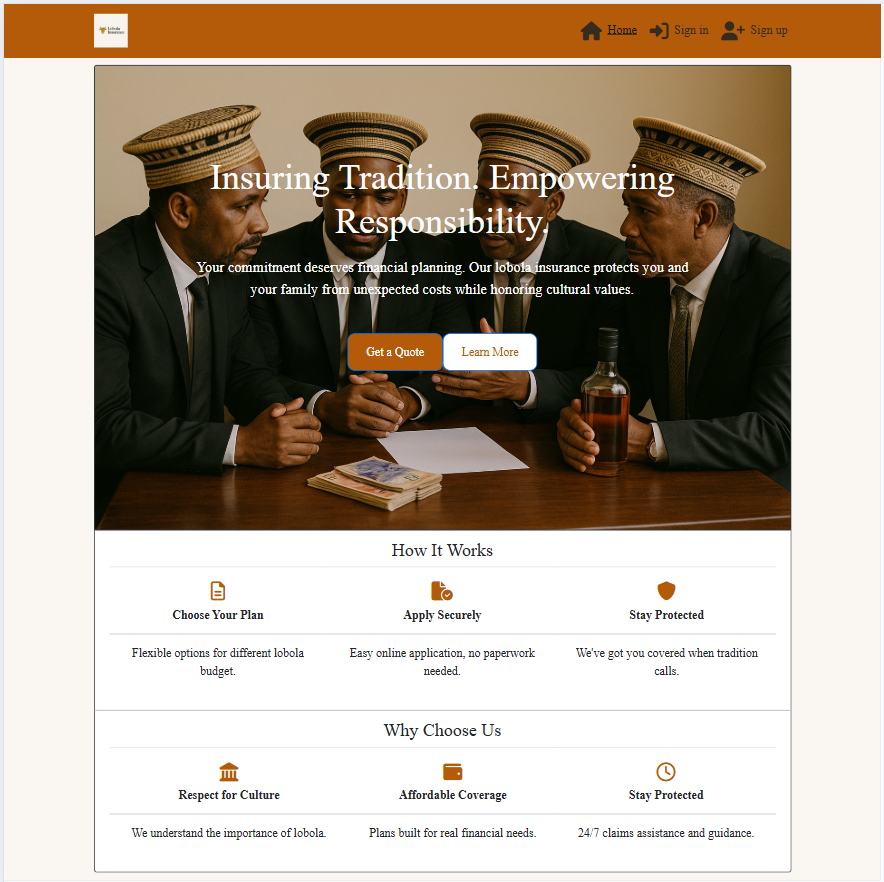 Lobola
Insurance
Home
Sign in
Sign up
Insuring Tradition. Empowering
Responsibility.
Your commitment deserves financial planning. Our lobola insurance protects you and
your family from unexpected costs while honoring cultural values.
Get a Quote
Learn More
How It Works
Choose Your Plan
Apply Securely
Stay Protected
Flexible options for different lobola
budget.
Easy online application, no paperwork
needed.
We've got you covered when tradition
calls.
Why Choose Us
Respect for Culture
Affordable Coverage
Stay Protected
We understand the importance of lobola.
Plans built for real financial needs.
24/7 claims assistance and guidance.